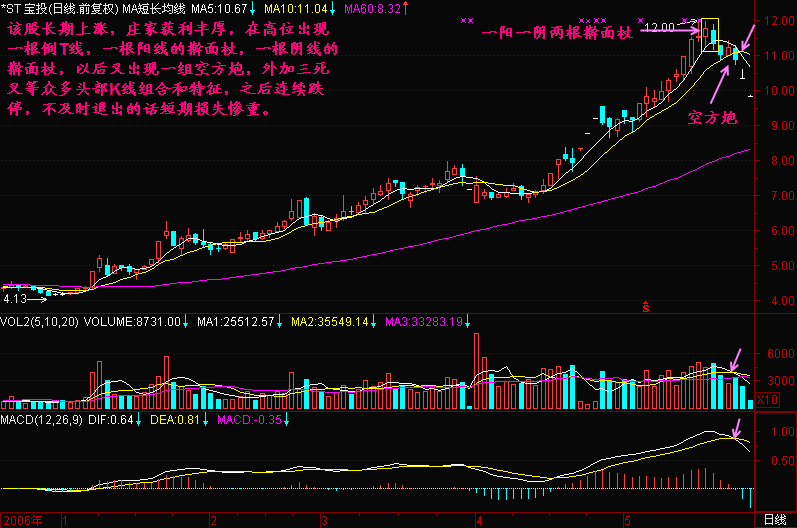 *ST 宝投(日线.前复权) MA短长均线 MA5:10.67↓ MA10:11.04↓ MA60:8.32↑
该股长期上涨，庄家获利丰厚，在高位出现
一根倒T线，一根阳线的擀面杖，一根阴线的
擀面杖，以后又出现一组空方炮，外加三死
叉等众多头部K线组合和特征，之后连续跌
停，不及时退出的话短期损失惨重。
一阳一阴两根擀面杖
12.00
空方炮
4.13
12.00
11.00
10.00
9.00
8.00
7.00
6.00
5.00
4.00
S
VOL2(5,10,20) VOLUME:8731.00↓ MA1:25512.57↓ MA2:35549.14↓ MA3:33283.19↓
6000
3000
X10
MACD(12,26,9) DIF:0.64↓ DEA:0.81↓ MACD:-0.35↓
1.00
0.50
2006年 1 2 3 4 5 日线